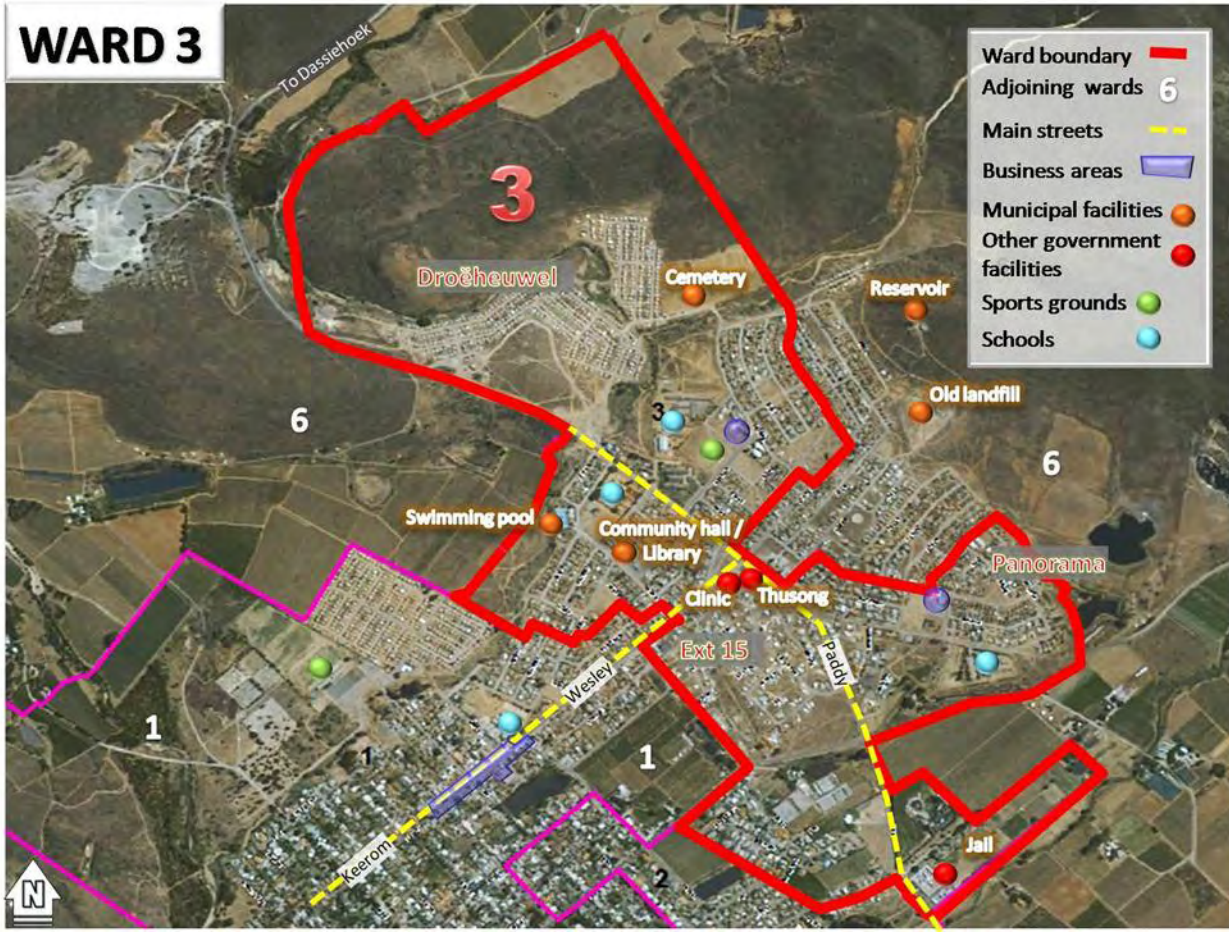 WARD 3
To Dassiehoek
Ward boundary
Adjoining wards 6
Main streets
Business areas
Municipal facilities
Other government
facilities
Sports grounds
Schools
3
Droëheuwel
Cemetery
Reservoir
Old landfill
6
3
6
Swimming pool
Community hall /
Library
Panorama
Clinic
Thusong
Ext 15
Paddy
Wesley
1
1
1
Keerom
2
Jail
N